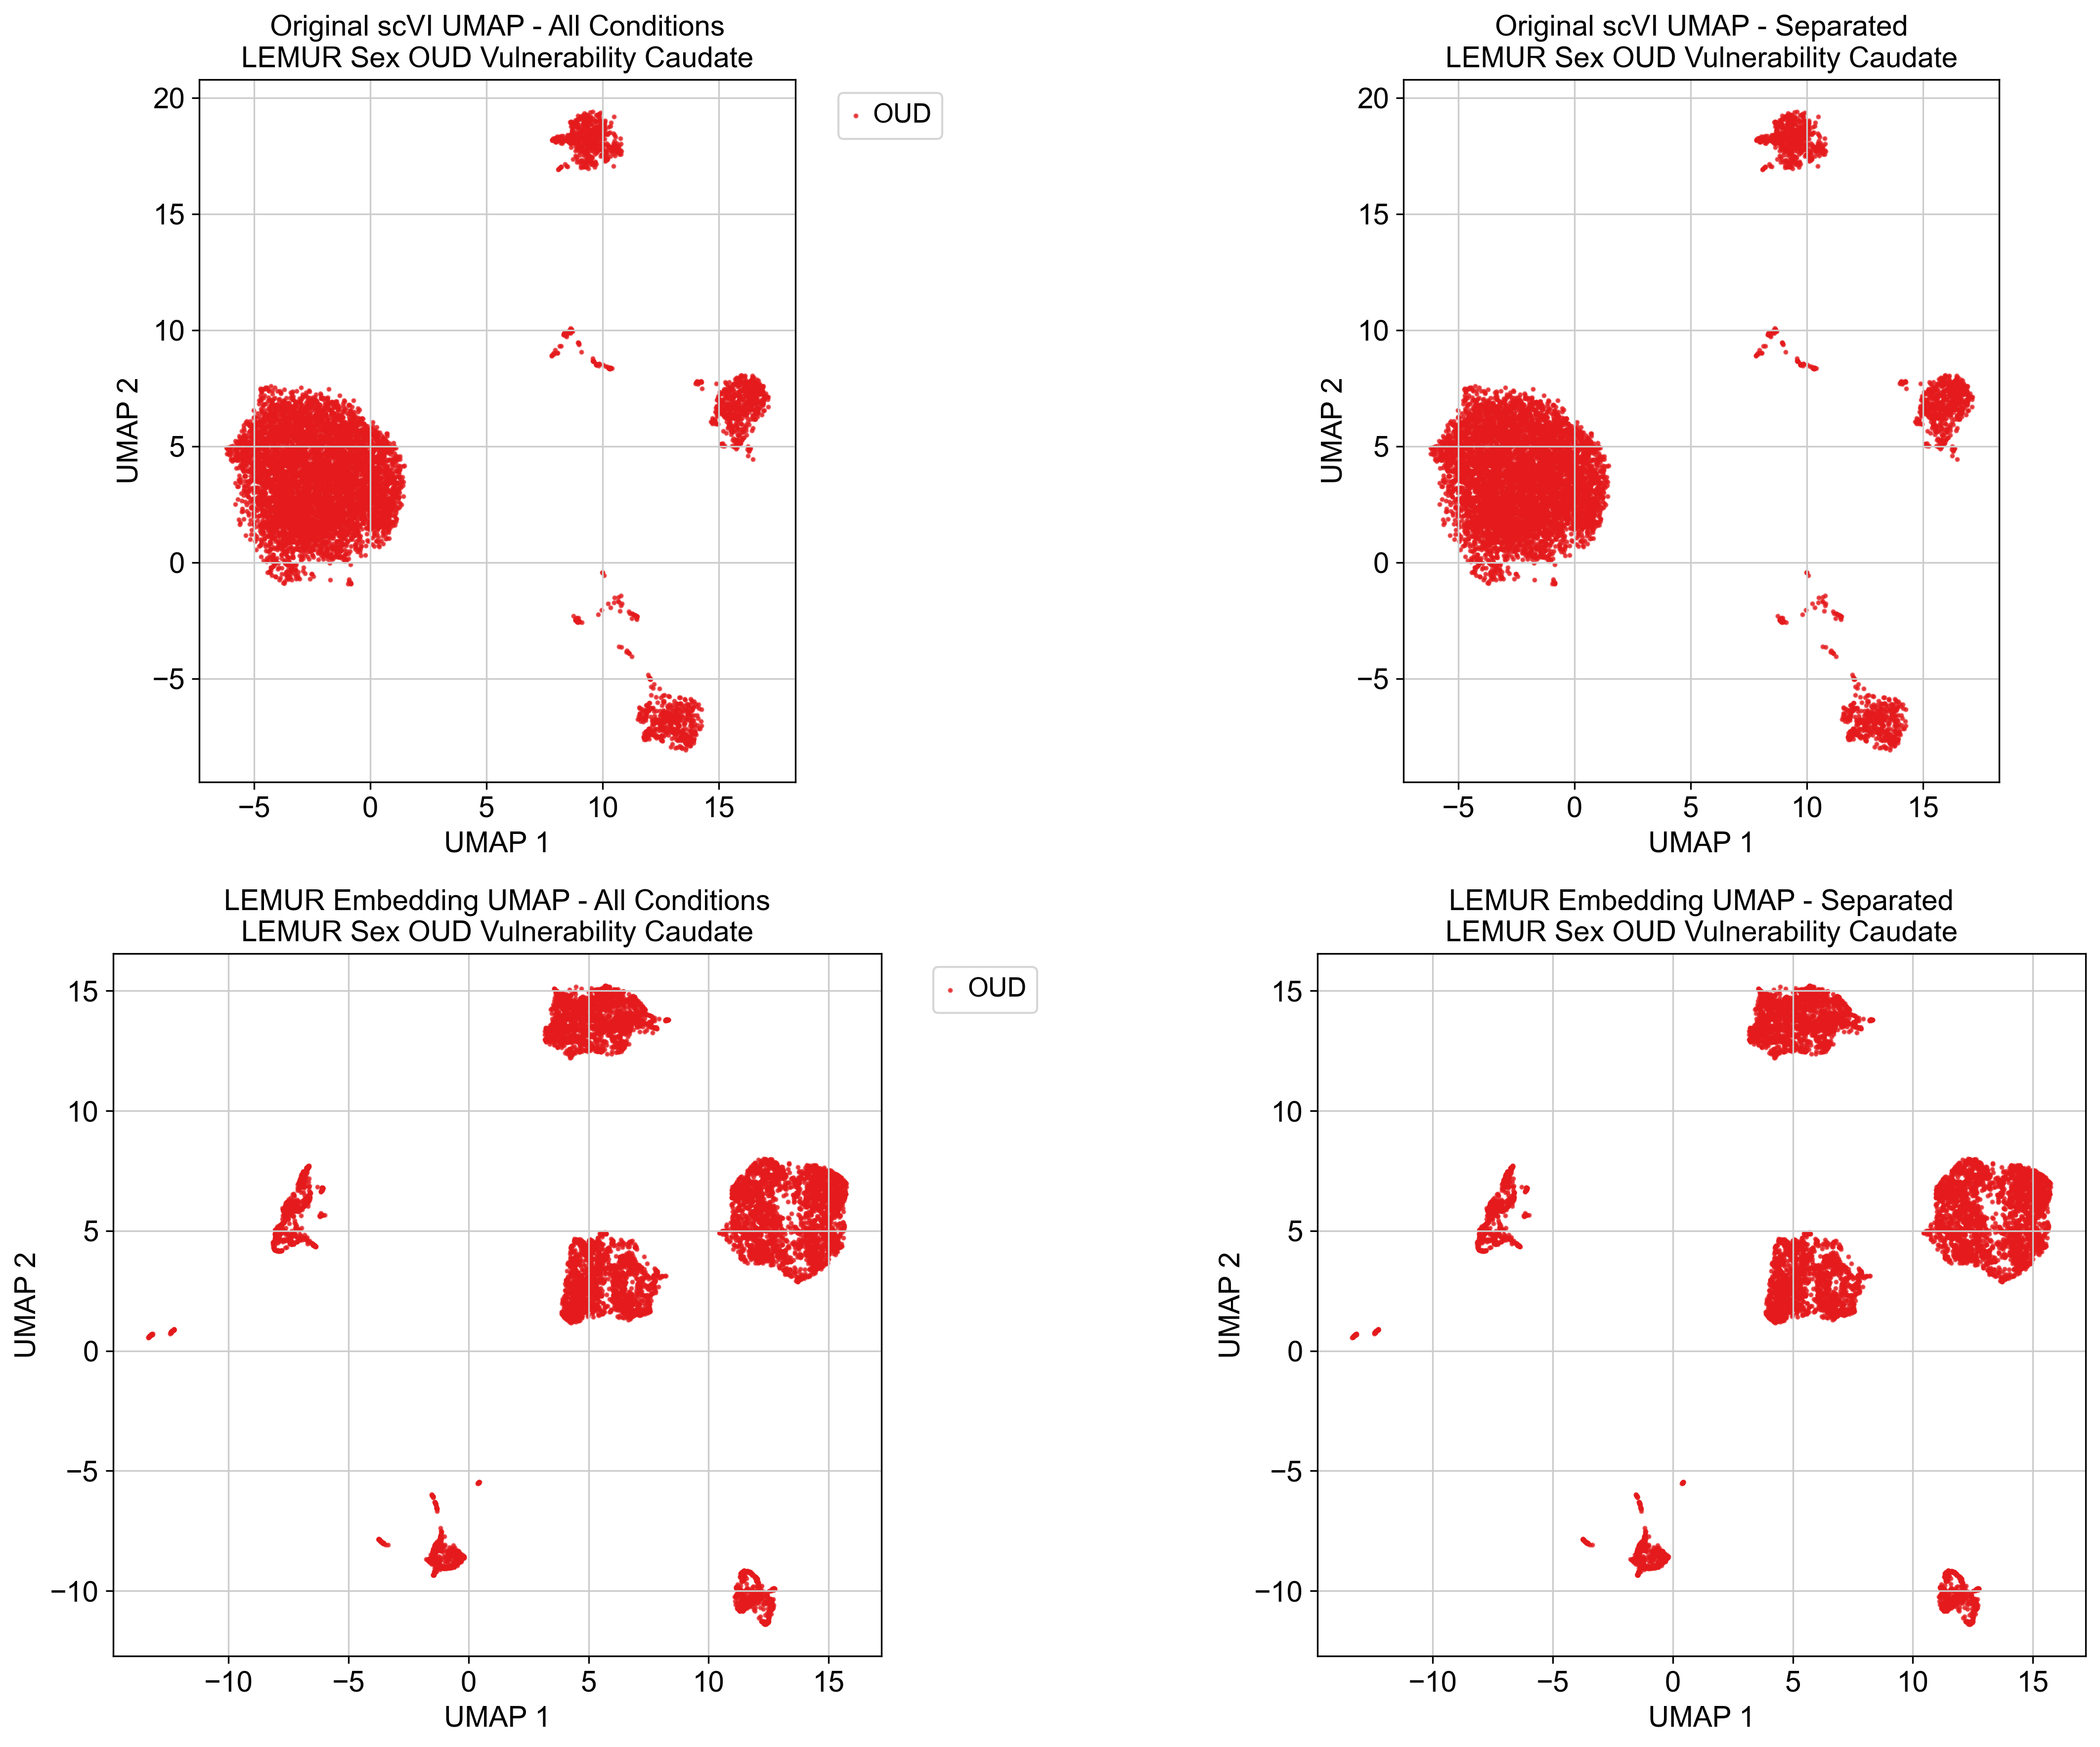 Original scVI UMAP - All Conditions
LEMUR Sex OUD Vulnerability Caudate
20
15
10
5
0
−5
UMAP 2
−5 0 5 10 15
UMAP 1
OUD
Original scVI UMAP - Separated
LEMUR Sex OUD Vulnerability Caudate
20
15
10
5
0
−5
UMAP 2
−5 0 5 10 15
UMAP 1
LEMUR Embedding UMAP - All Conditions
LEMUR Sex OUD Vulnerability Caudate
15
10
5
0
−5
−10
UMAP 2
−10 −5 0 5 10 15
UMAP 1
OUD
LEMUR Embedding UMAP - Separated
LEMUR Sex OUD Vulnerability Caudate
15
10
5
0
−5
−10
UMAP 2
−10 −5 0 5 10 15
UMAP 1